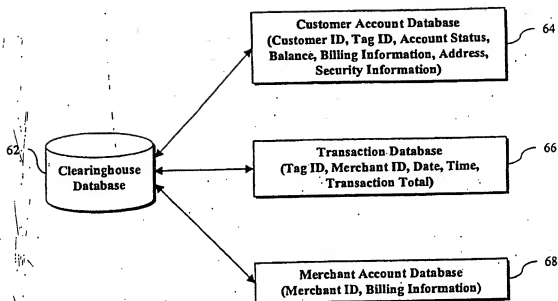 Customer Account Database
(Customer ID, Tag ID, Account Status,
Balance, Billing Information, Address,
Security Information)
64
62
Clearinghouse
Database
Transaction Database
(Tag ID, Merchant ID, Date, Time,
Transaction Total)
66
Merchant Account Database
(Merchant ID, Billing Information)
68